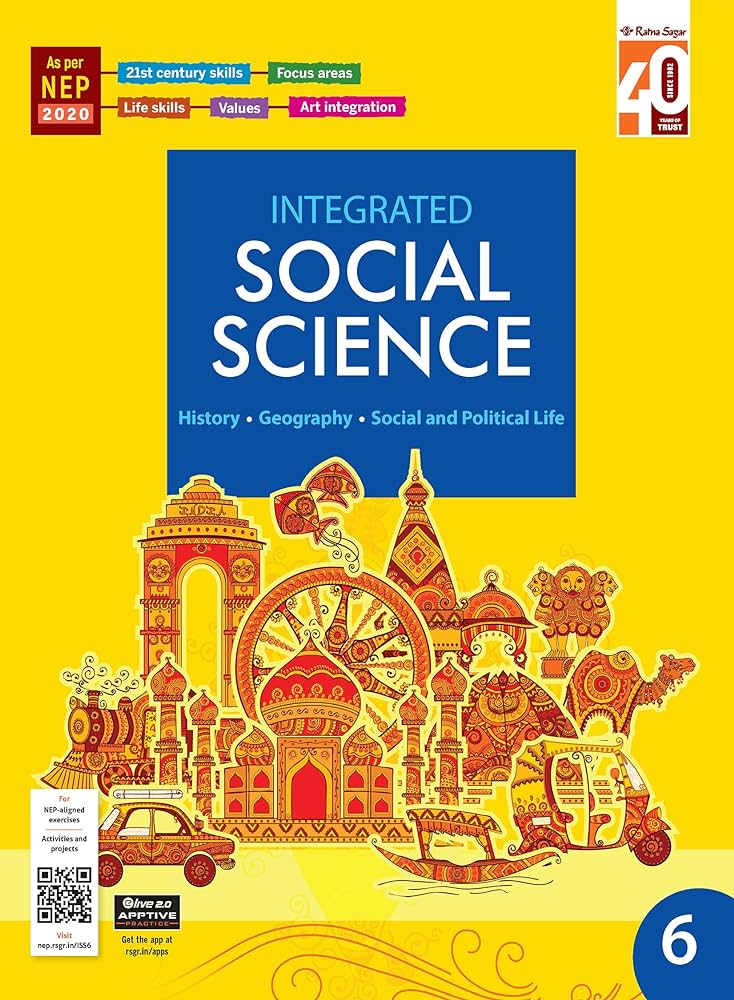 As per
NEP
2020
21st century skills
Focus areas
Life skills
Values
Art integration
Ratna Sagar
40
SINCE 1982
YEARS OF
TRUST
INTEGRATED
SOCIAL
SCIENCE
History • Geography • Social and Political Life
INDIA
For
NEP-aligned
exercises
Activities and
projects
Visit
nep.rsgr.in/ISS6
elive 2.0
APPTIVE
PRACTICE
Get the app at
rsgr.in/apps
6